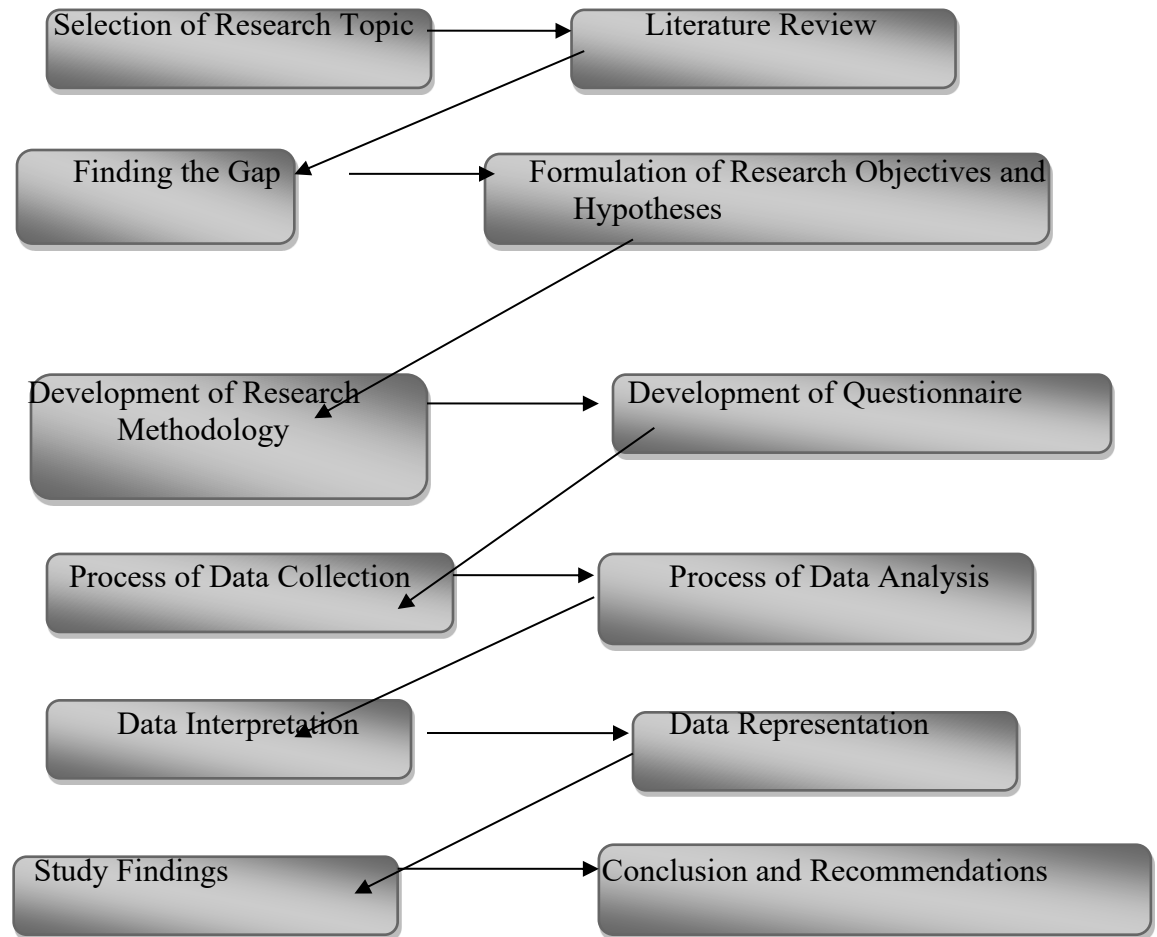 Selection of Research Topic
Literature Review
Finding the Gap
Formulation of Research Objectives and
Hypotheses
Development of Research
Methodology
Development of Questionnaire
Process of Data Collection
Process of Data Analysis
Data Interpretation
Data Representation
Study Findings
Conclusion and Recommendations